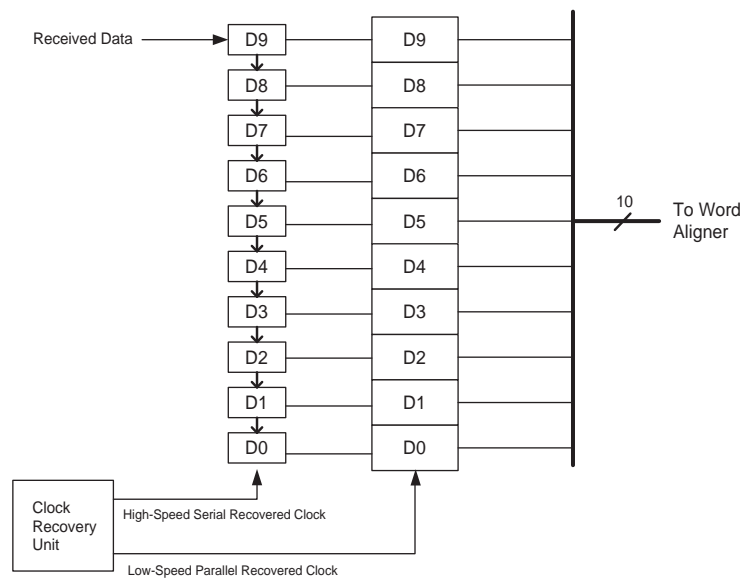 Received Data
D9
D9
D8
D8
D7
D7
D6
D6
10
To Word
Aligner
D5
D5
D4
D4
D3
D3
D2
D2
D1
D1
D0
D0
Clock
Recovery
Unit
High-Speed Serial Recovered Clock
Low-Speed Parallel Recovered Clock